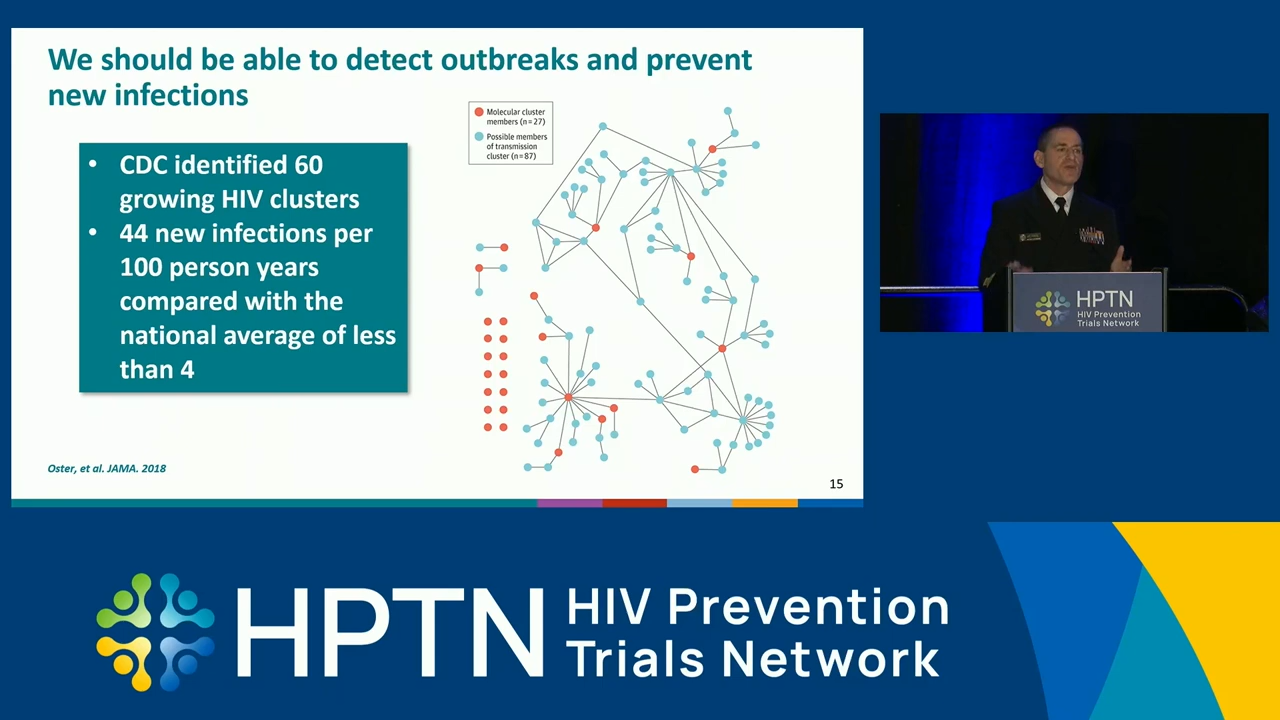 We should be able to detect outbreaks and prevent
new infections
• CDC identified 60
growing HIV clusters
• 44 new infections per
100 person years
compared with the
national average of less
than 4
Molecular cluster
members (n=27)
Possible members
of transmission
cluster (n=87)
Oster, et al. JAMA. 2018
15
HPTN
HIV Prevention
Trials Network
HPTN
HIV Prevention
Trials Network